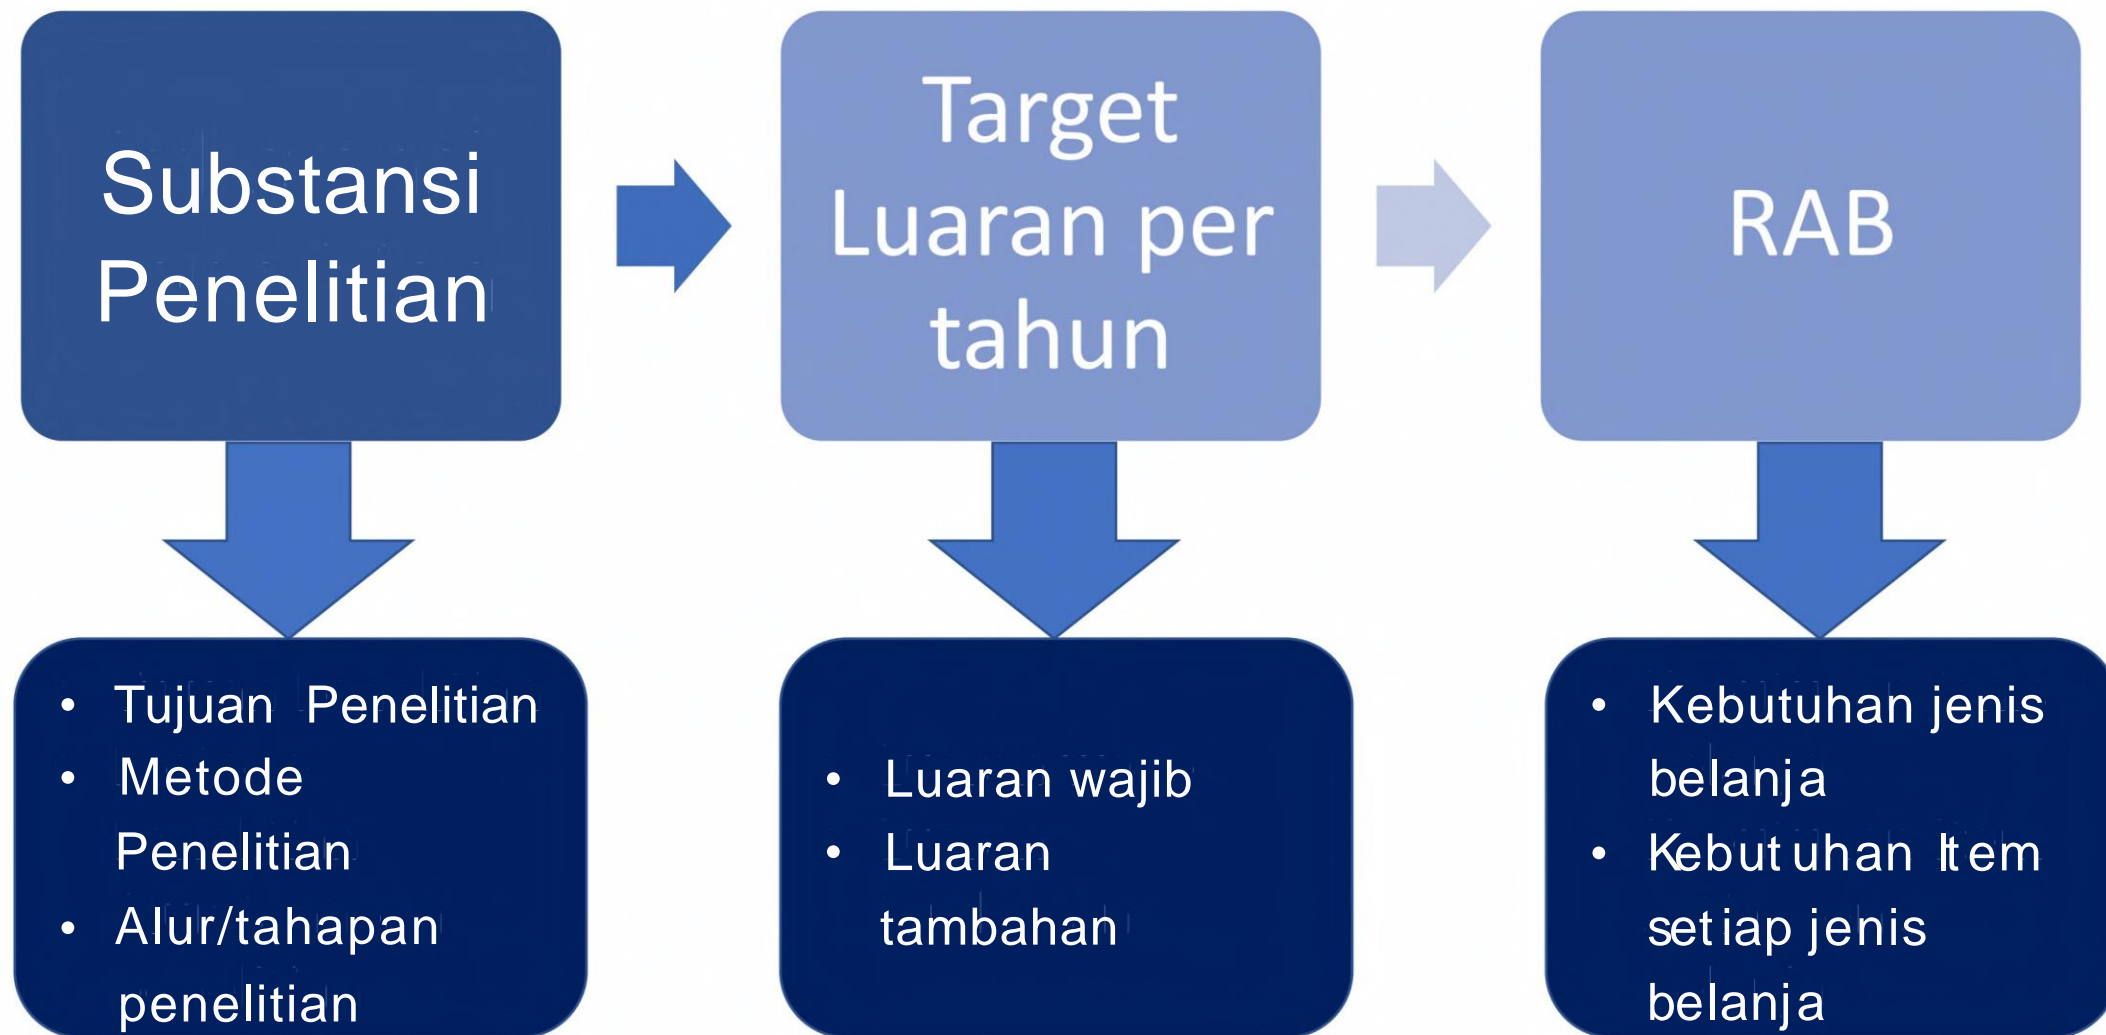 Substansi
Penelitian
Target
Luaran per
tahun
RAB
• Tujuan Penelitian
• Metode
Penelitian
• Alur/tahapan
penelitian
• Luaran wajib
• Luaran
tambahan
• Kebutuhan jenis
belanja
• Kebutuhan Item
setiap jenis
belanja